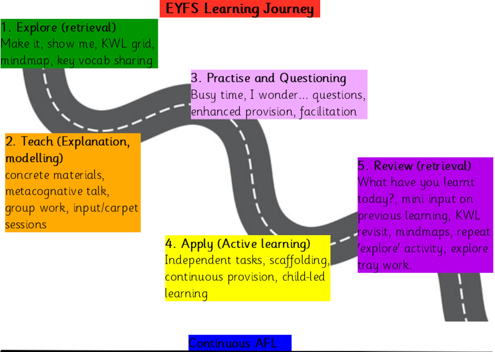 EYFS Learning Journey
1. Explore (retrieval)
Make it, show me, KWL grid,
mindmap, key vocab sharing
3. Practise and Questioning
Busy time, I wonder... questions,
enhanced provision, facilitation
2. Teach (Explanation,
modelling)
concrete materials,
metacognative talk,
group work, input/carpet
sessions
5. Review (retrieval)
What have you learnt
today?, mini input on
previous learning, KWL
revisit, mindmaps, repeat
'explore' activity, explore
tray work.
4. Apply (Active learning)
Independent tasks, scaffolding,
continuous provision, child-led
learning
Continuous AFL